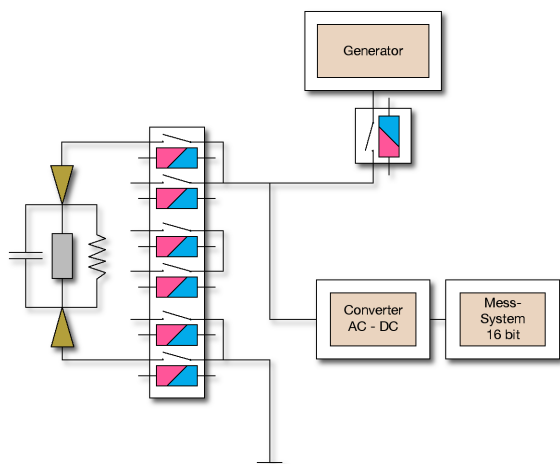 Generator
Converter
AC - DC
Mess-
System
16 bit